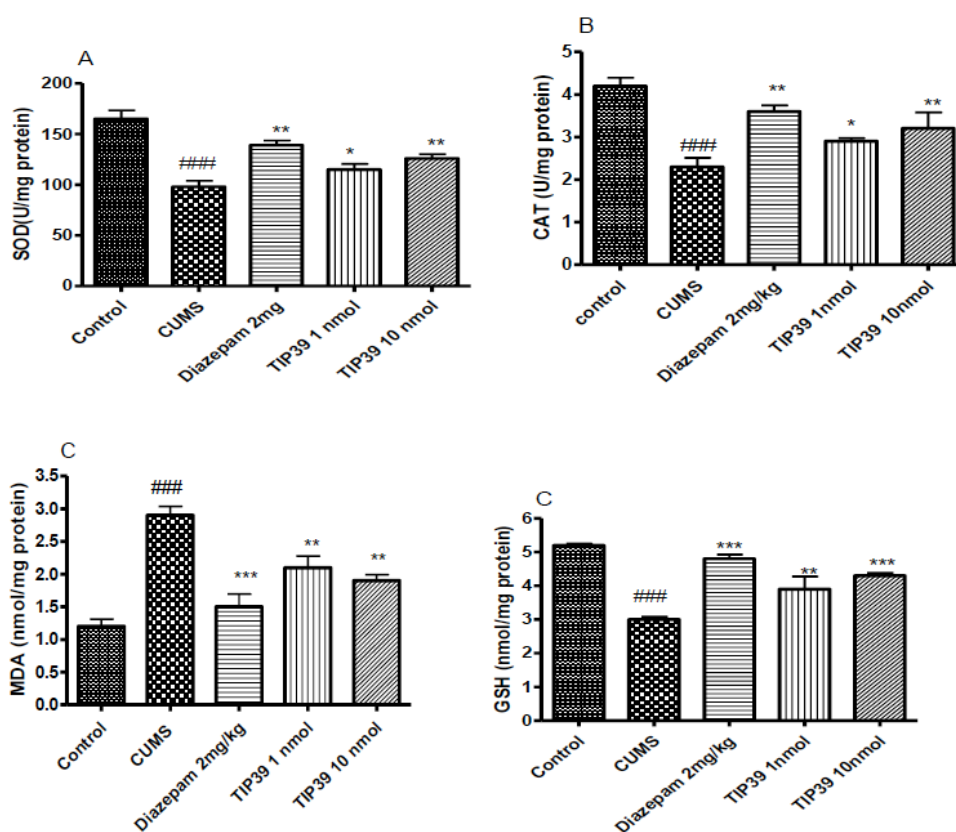 A
SOD(U/mg protein)
200
150
100
50
0
####
**
*
**
Control
CUMS
Diazepam 2mg
TIP39 1 nmol
TIP39 10 nmol
B
CAT (U/mg protein)
5
4
3
2
1
0
####
**
*
**
control
CUMS
Diazepam 2mg/kg
TIP39 1nmol
TIP39 10nmol
C
MDA (nmol/mg protein)
3.5
3.0
2.5
2.0
1.5
1.0
0.5
0.0
###
***
**
**
Control
CUMS
Diazepam 2mg/kg
TIP39 1 nmol
TIP39 10 nmol
C
GSH (nmol/mg protein)
6
5
4
3
2
1
0
###
***
**
***
Control
CUMS
Diazepam 2mg/kg
TIP39 1nmol
TIP39 10nmol